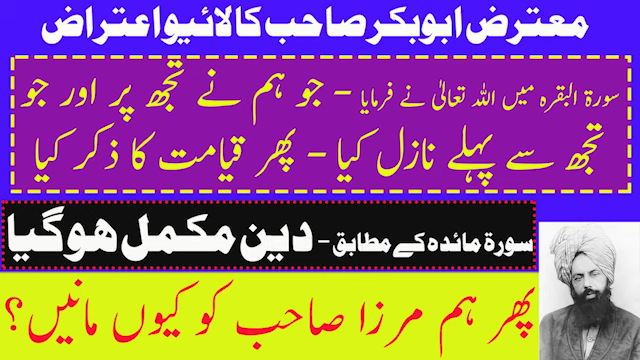 معترض ابوبکر صاحب کا لائیو اعتراض
سورۃ البقرہ میں اللہ تعالیٰ نے فرمایا - جو ہم نے تجھ پر اور جو
تجھ سے پہلے نازل کیا - پھر قیامت کا ذکر کیا
سورۃ مائدہ کے مطابق - دین مکمل ہوگیا
پھر ہم مرزا صاحب کو کیوں مانیں؟